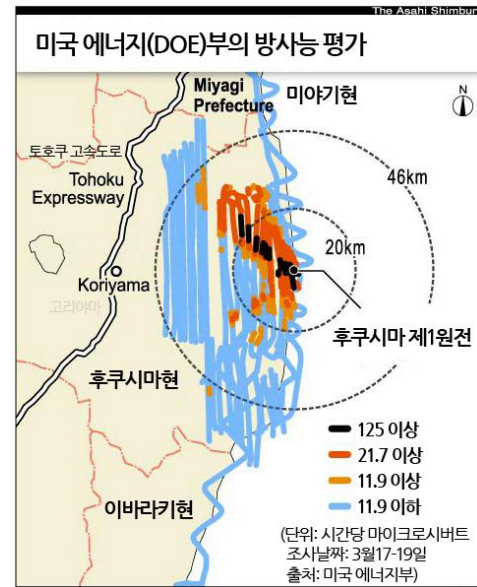 The Asahi Shimbun
미국 에너지(DOE)부의 방사능 평가
Miyagi
Prefecture
미야기현
N
토호쿠 고속도로
Tohoku
Expressway
46km
20km
Koriyama
고리야마
후쿠시마 제1원전
후쿠시마현
125 이상
21.7 이상
11.9 이상
11.9 이하
이바라키현
(단위: 시간당 마이크로시버트
조사날짜: 3월17-19일
출처: 미국 에너지부)